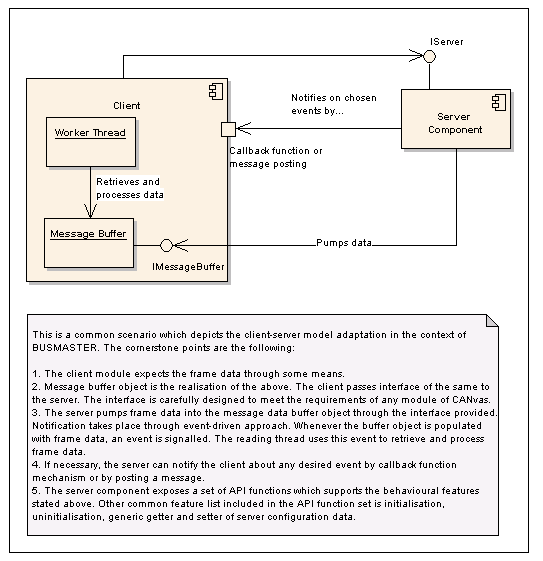 IServer
Client
Notifies on chosen
events by...
Server
Component
Worker Thread
Callback function or
message posting
Retrieves and
processes data
Message Buffer
Pumps data
IMessageBuffer
This is a common scenario which depicts the client-server model adaptation in the context of
BUSMASTER. The cornerstone points are the following:
1. The client module expects the frame data through some means.
2. Message buffer object is the realisation of the above. The client passes interface of the same to
the server. The interface is carefully designed to meet the requirements of any module of CANvas.
3. The server pumps frame data into the message data buffer object through the interface provided.
Notification takes place through event-driven approach. Whenever the buffer object is populated
with frame data, an event is signalled. The reading thread uses this event to retrieve and process
frame data.
4. If necessary, the server can notify the client about any desired event by callback function
mechanism or by posting a message.
5. The server component exposes a set of API functions which supports the behavioural features
stated above. Other common feature list included in the API function set is initialisation,
uninitialisation, generic getter and setter of server configuration data.